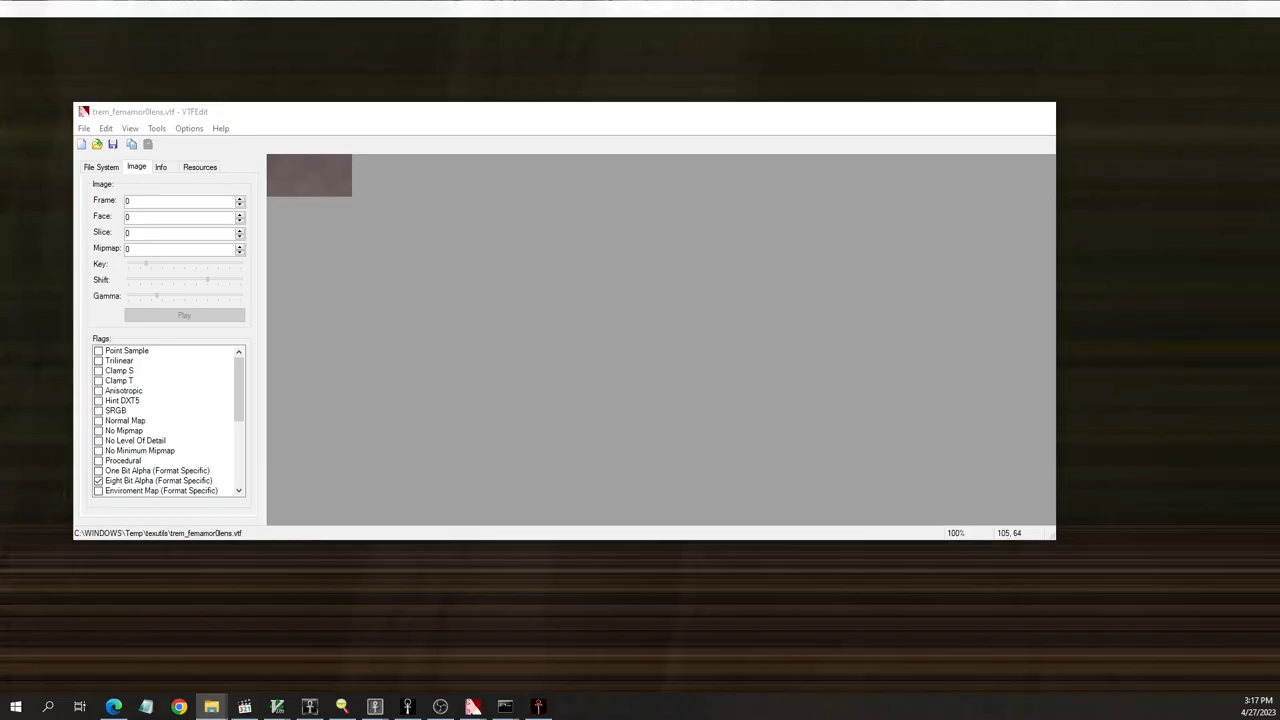 trem_femamor0lens.vtf - VTFEdit
File Edit View Tools Options Help
File System Image Info Resources
Image:
Frame: 0
Face: 0
Slice: 0
Mipmap: 0
Key:
Shift:
Gamma:
Play
Flags:
Point Sample
Trilinear
Clamp S
Clamp T
Anisotropic
Hint DXT5
SRGB
Normal Map
No Mipmap
No Level Of Detail
No Minimum Mipmap
Procedural
One Bit Alpha (Format Specific)
Eight Bit Alpha (Format Specific)
Enviroment Map (Format Specific)
C:\WINDOWS\Temp\texutils\trem_femamor0lens.vtf 100% 105, 64
3:17 PM
4/27/2023